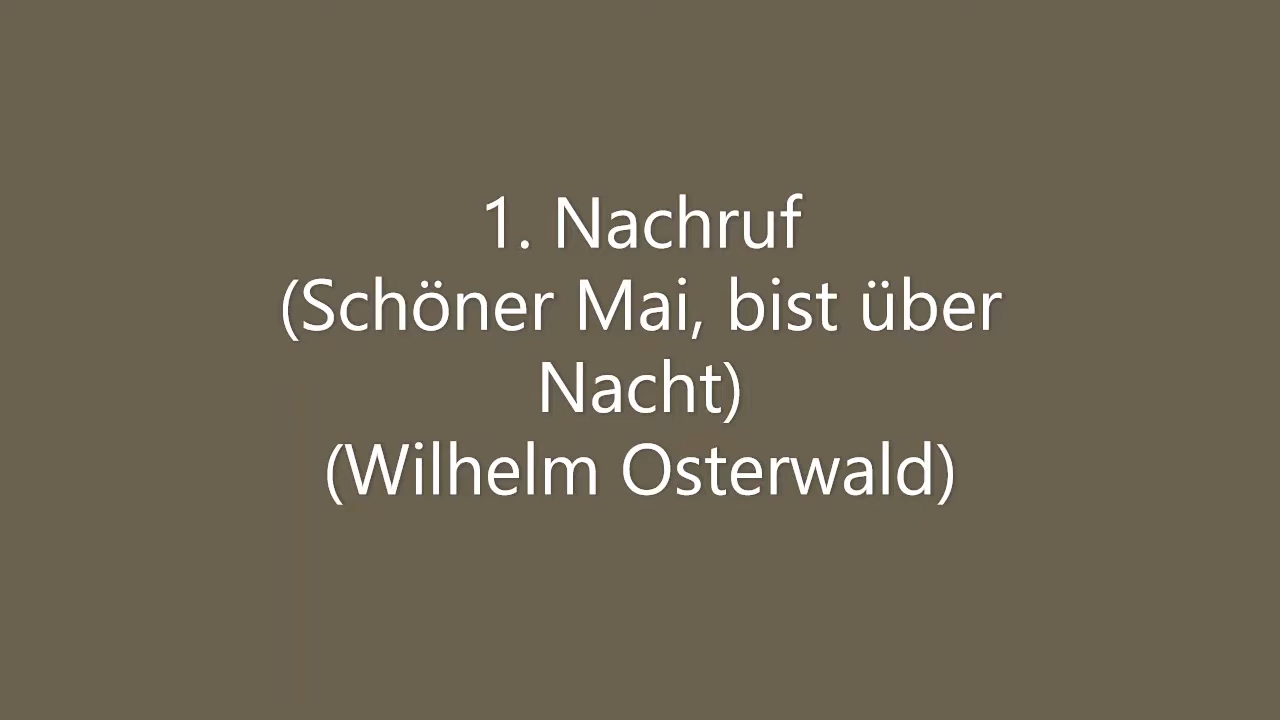 1. Nachruf
(Schöner Mai, bist über
Nacht)
(Wilhelm Osterwald)